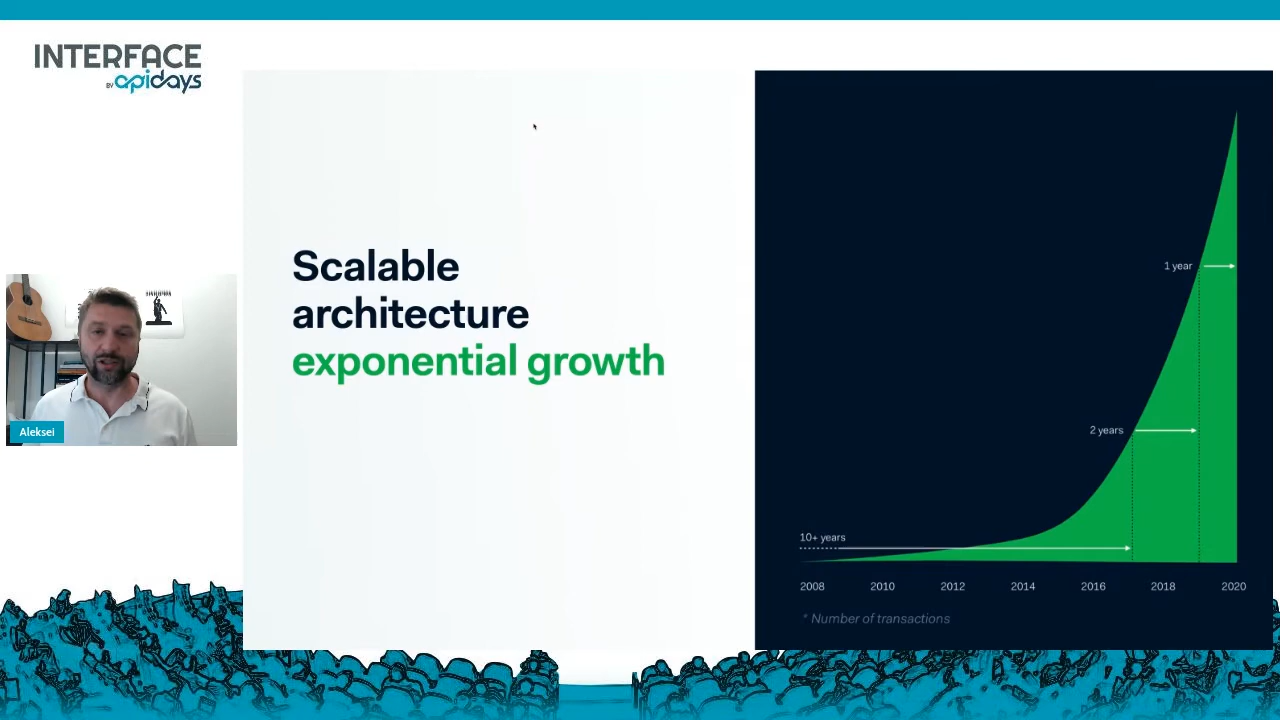 INTERFACE
BY apidays
Scalable
architecture
exponential growth
Aleksei
1 year
2 years
10+ years
2008 2010 2012 2014 2016 2018 2020
* Number of transactions